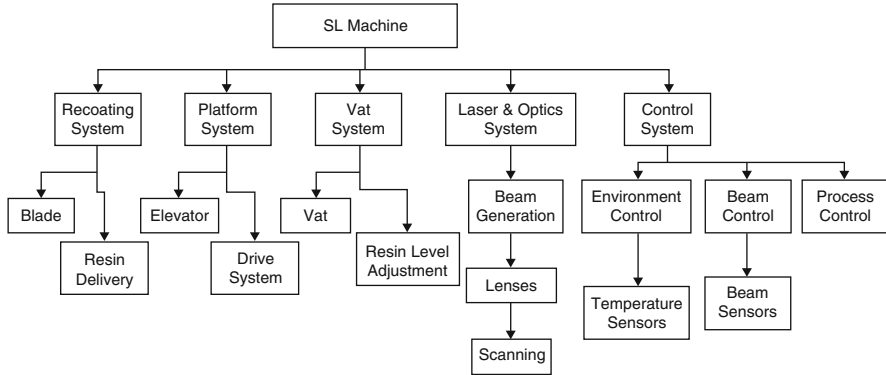 SL Machine
Recoating
System
Platform
System
Vat
System
Laser & Optics
System
Control
System
Blade
Resin
Delivery
Elevator
Drive
System
Vat
Resin Level
Adjustment
Beam
Generation
Lenses
Scanning
Environment
Control
Temperature
Sensors
Beam
Control
Beam
Sensors
Process
Control